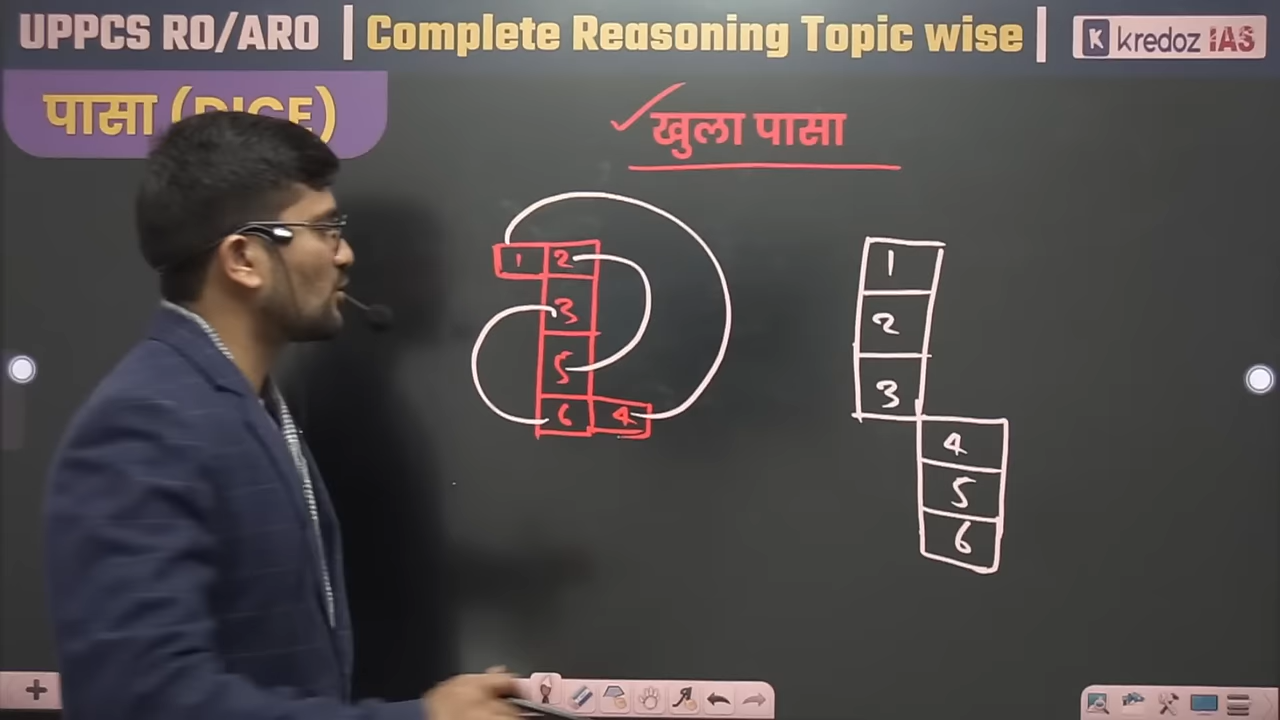 UPPCS RO/ARO | Complete Reasoning Topic wise |
K kredoz IAS
पासा (DICE)
खुला पासा
1 2
3
5
6 4
1
2
3
4
5
6